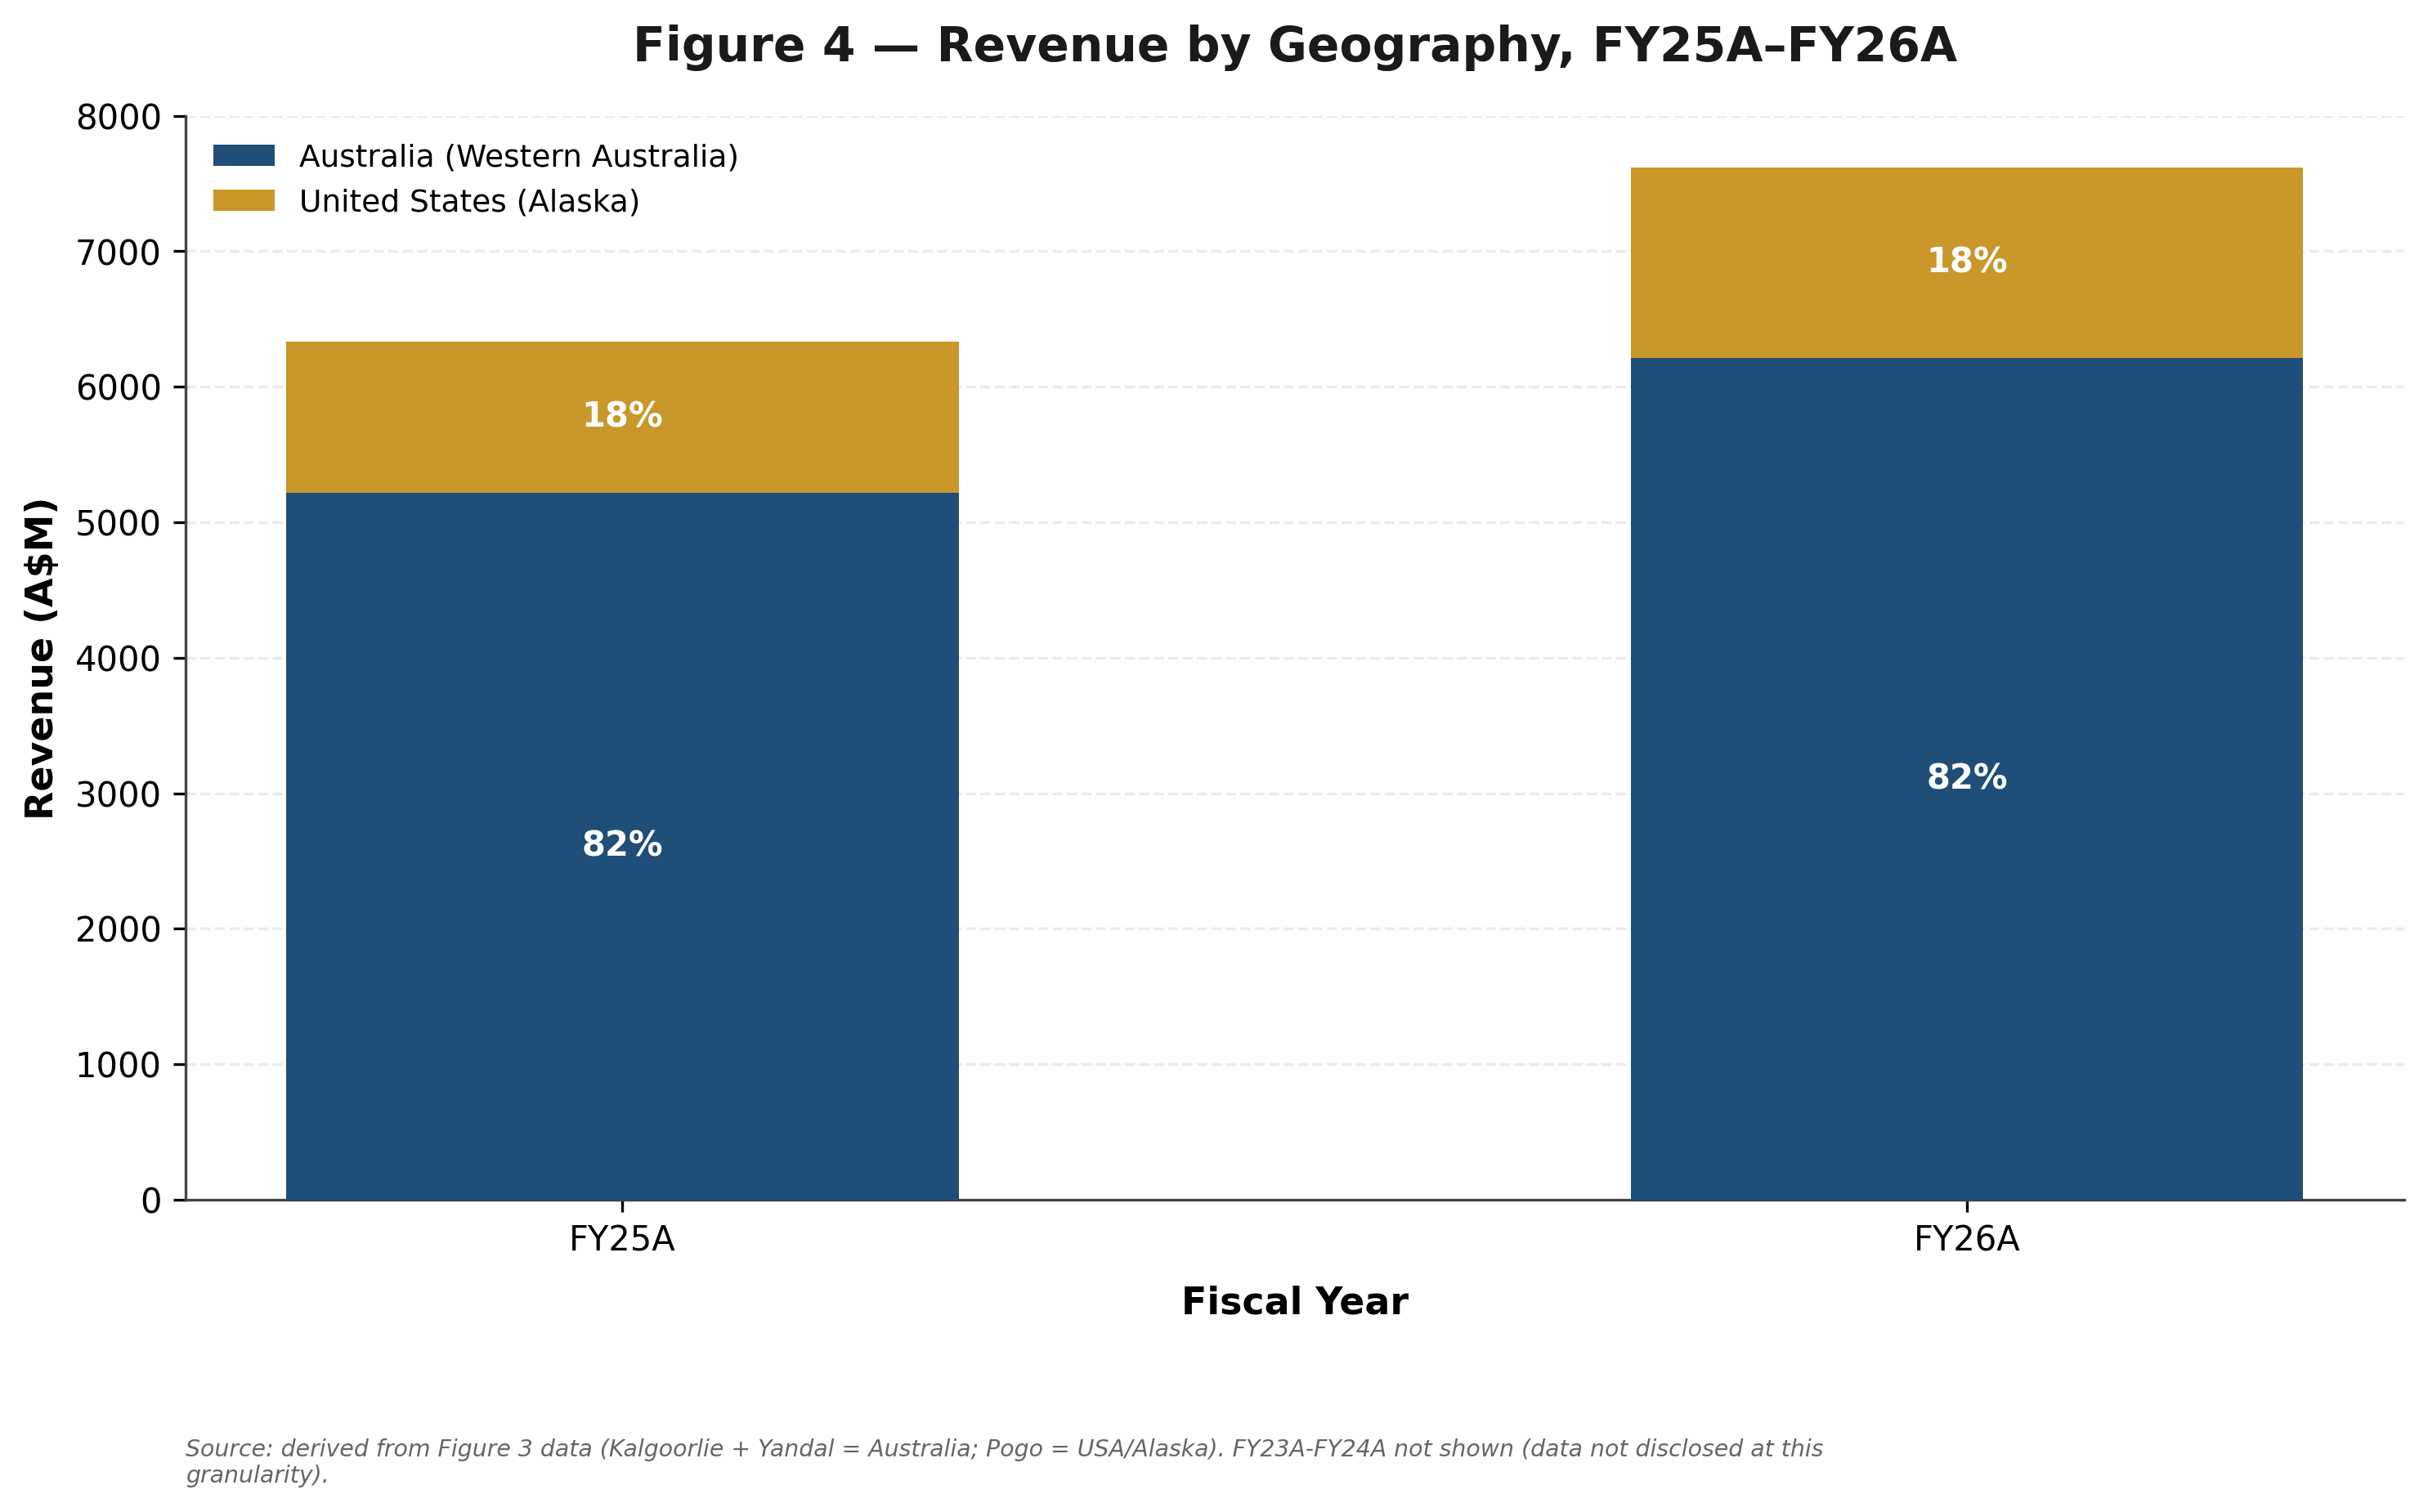 Figure 4 — Revenue by Geography, FY25A–FY26A
8000
7000
6000
5000
4000
3000
2000
1000
0
Revenue (A$M)
Australia (Western Australia)
United States (Alaska)
18%
82%
18%
82%
FY25A
FY26A
Fiscal Year
Source: derived from Figure 3 data (Kalgoorlie + Yandal = Australia; Pogo = USA/Alaska). FY23A-FY24A not shown (data not disclosed at this
granularity).